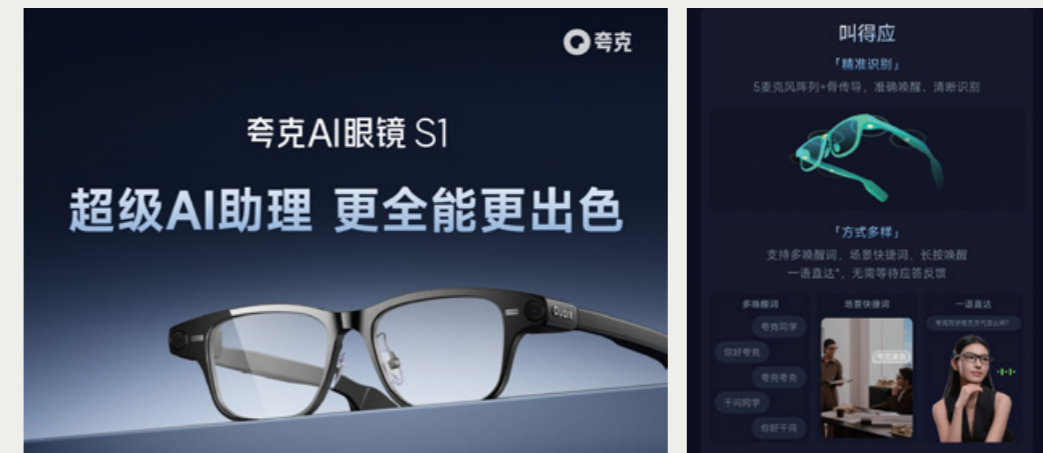 夸克
夸克AI眼镜 S1
超级AI助理 更全能更出色
Quark
叫得应
「精准识别」
5麦克风阵列+骨传导，准确唤醒、清晰识别
「方式多样」
支持多唤醒词、场景快捷词、长按唤醒
一语直达*，无需等待应答反馈
多唤醒词
夸克同学
你好夸克
夸克夸克
千问同学
你好千问
场景快捷词
一语直达